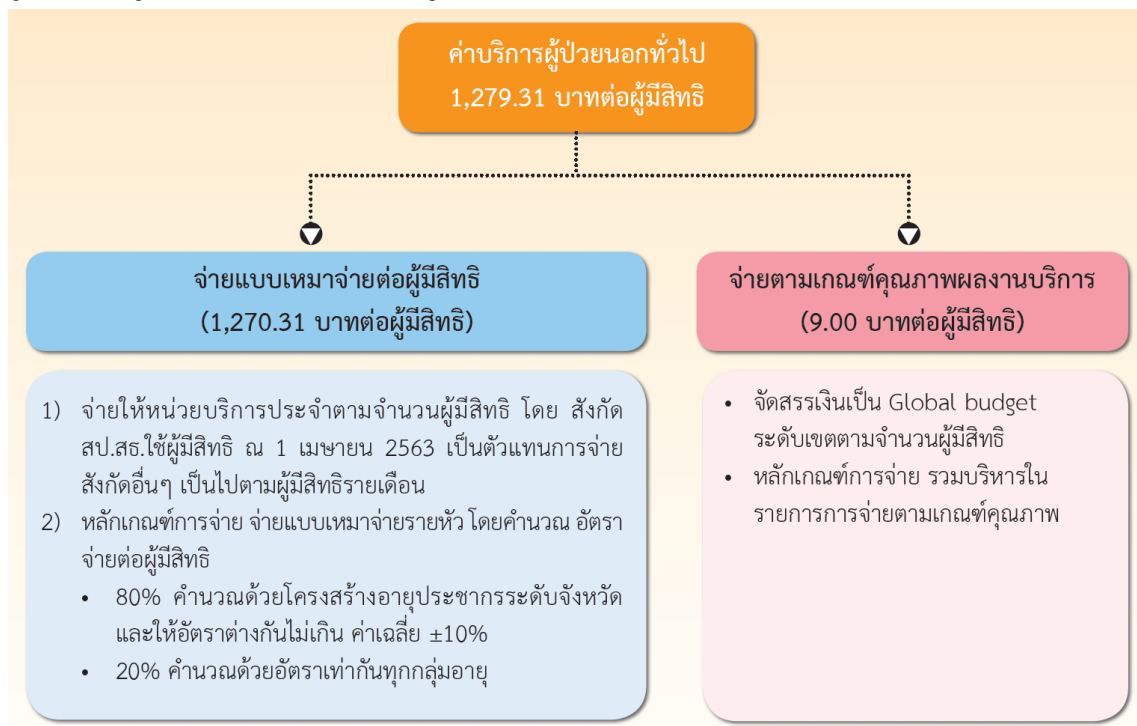 ค่าบริการผู้ป่วยนอกทั่วไป
1,279.31 บาทต่อผู้มีสิทธิ
จ่ายแบบเหมาจ่ายต่อผู้มีสิทธิ
(1,270.31 บาทต่อผู้มีสิทธิ)
1) จ่ายให้หน่วยบริการประจำตามจำนวนผู้มีสิทธิ โดย สังกัด
สป.สธ.ใช้ผู้มีสิทธิ ณ 1 เมษายน 2563 เป็นตัวแทนการจ่าย
สังกัดอื่นๆ เป็นไปตามผู้มีสิทธิรายเดือน
2) หลักเกณฑ์การจ่าย จ่ายแบบเหมาจ่ายรายหัว โดยคำนวณ อัตรา
จ่ายต่อผู้มีสิทธิ
• 80% คำนวณด้วยโครงสร้างอายุประชากรระดับจังหวัด
และให้อัตราต่างกันไม่เกิน ค่าเฉลี่ย ±10%
• 20% คำนวณด้วยอัตราเท่ากันทุกกลุ่มอายุ
จ่ายตามเกณฑ์คุณภาพผลงานบริการ
(9.00 บาทต่อผู้มีสิทธิ)
• จัดสรรเงินเป็น Global budget
ระดับเขตตามจำนวนผู้มีสิทธิ
• หลักเกณฑ์การจ่าย รวมบริหารใน
รายการการจ่ายตามเกณฑ์คุณภาพ